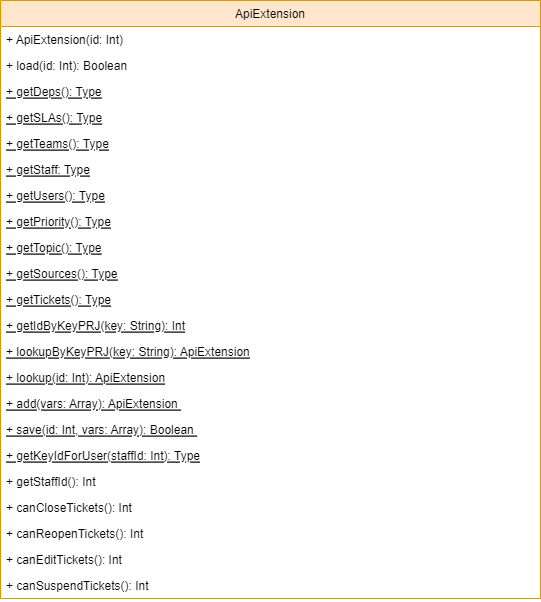 ApiExtension
+ ApiExtension(id: Int)
+ load(id: Int): Boolean
+ getDeps(): Type
+ getSLAs(): Type
+ getTeams(): Type
+ getStaff: Type
+ getUsers(): Type
+ getPriority(): Type
+ getTopic(): Type
+ getSources(): Type
+ getTickets(): Type
+ getIdByKeyPRJ(key: String): Int
+ lookupByKeyPRJ(key: String): ApiExtension
+ lookup(id: Int): ApiExtension
+ add(vars: Array): ApiExtension
+ save(id: Int, vars: Array): Boolean
+ getKeyIdForUser(staffId: Int): Type
+ getStaffId(): Int
+ canCloseTickets(): Int
+ canReopenTickets(): Int
+ canEditTickets(): Int
+ canSuspendTickets(): Int